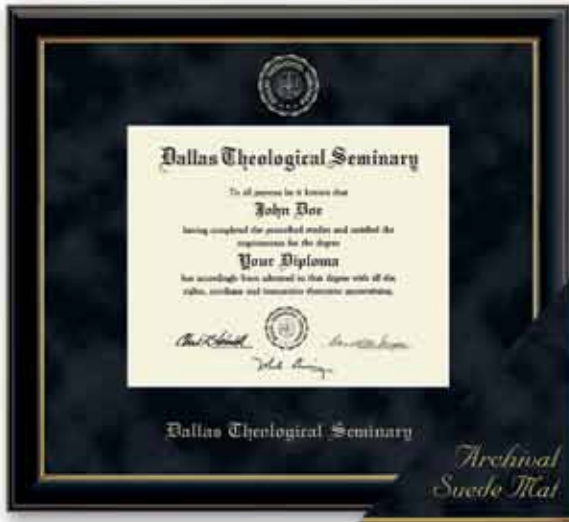 Dallas Theological Seminary
To all persons be it known that
John Doe
having completed the prescribed studies and satisfied the
requirements for the degree
Your Diploma
has accordingly been admitted to that degree with all the
rights, and immunities thereunto appertaining.
Dallas Theological Seminary
Archival
Suede Mat